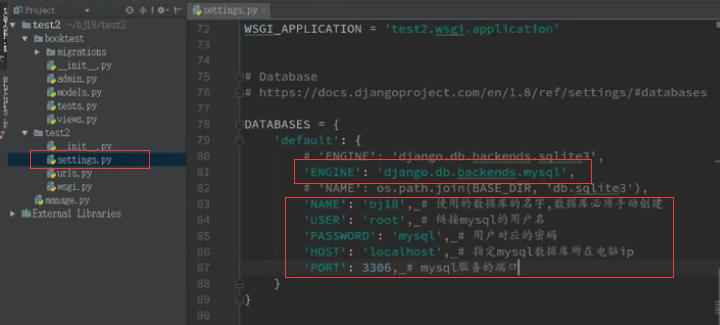 Project
test2 ~/bj18/test2
booktest
migrations
__init__.py
admin.py
models.py
tests.py
views.py
test2
__init__.py
settings.py
urls.py
wsgi.py
manage.py
External Libraries
settings.py ×
72 WSGI_APPLICATION = 'test2.wsgi.application'
73
74
75 # Database
76 # https://docs.djangoproject.com/en/1.8/ref/settings/#databases
77
78 DATABASES = {
79 'default': {
80 # 'ENGINE': 'django.db.backends.sqlite3',
81 'ENGINE': 'django.db.backends.mysql',
82 # 'NAME': os.path.join(BASE_DIR, 'db.sqlite3'),
83 'NAME': 'bj18', # 使用的数据库的名字,数据库必须手动创建
84 'USER': 'root', # 链接mysql的用户名
85 'PASSWORD': 'mysql', # 用户对应的密码
86 'HOST': 'localhost', # 指定mysql数据库所在电脑ip
87 'PORT': 3306, # mysql服务的端口
88 }
89 }
90